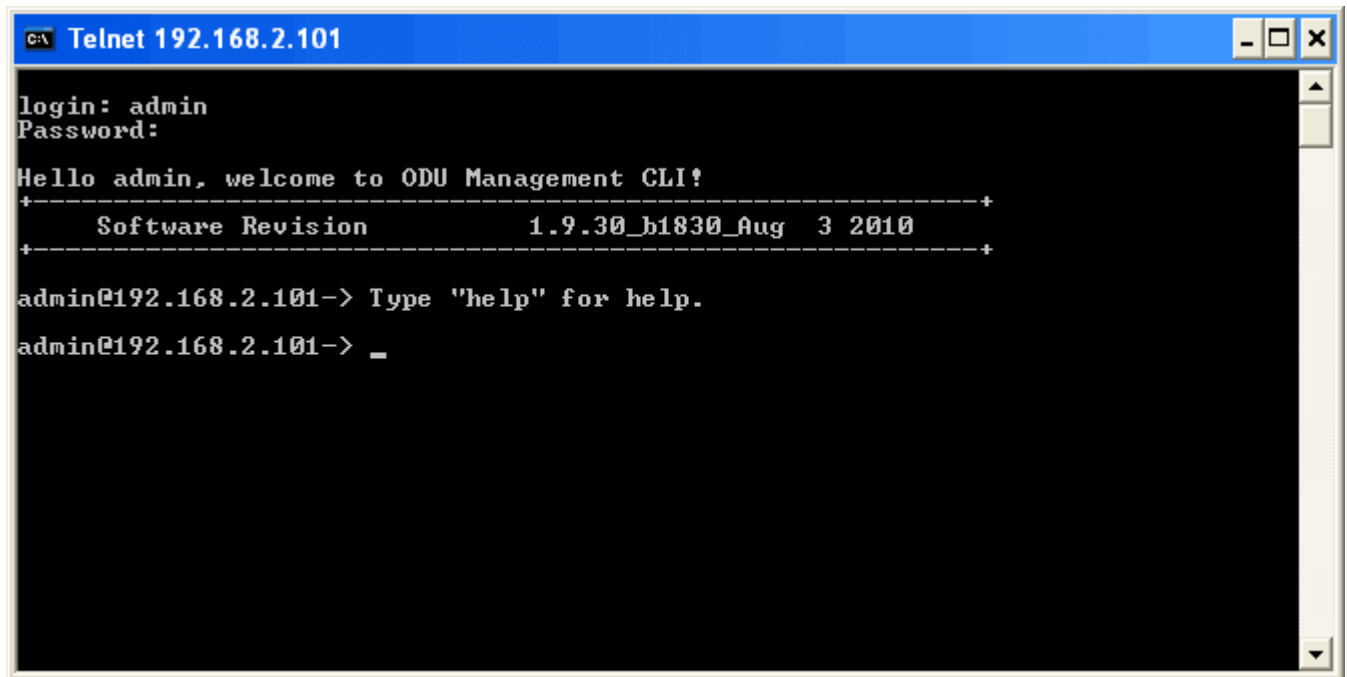 Telnet 192.168.2.101
login: admin
Password:
Hello admin, welcome to ODU Management CLI!
+-----------------------------------------------------------+
Software Revision 1.9.30_b1830_Aug 3 2010
+-----------------------------------------------------------+
admin@192.168.2.101-> Type "help" for help.
admin@192.168.2.101-> _